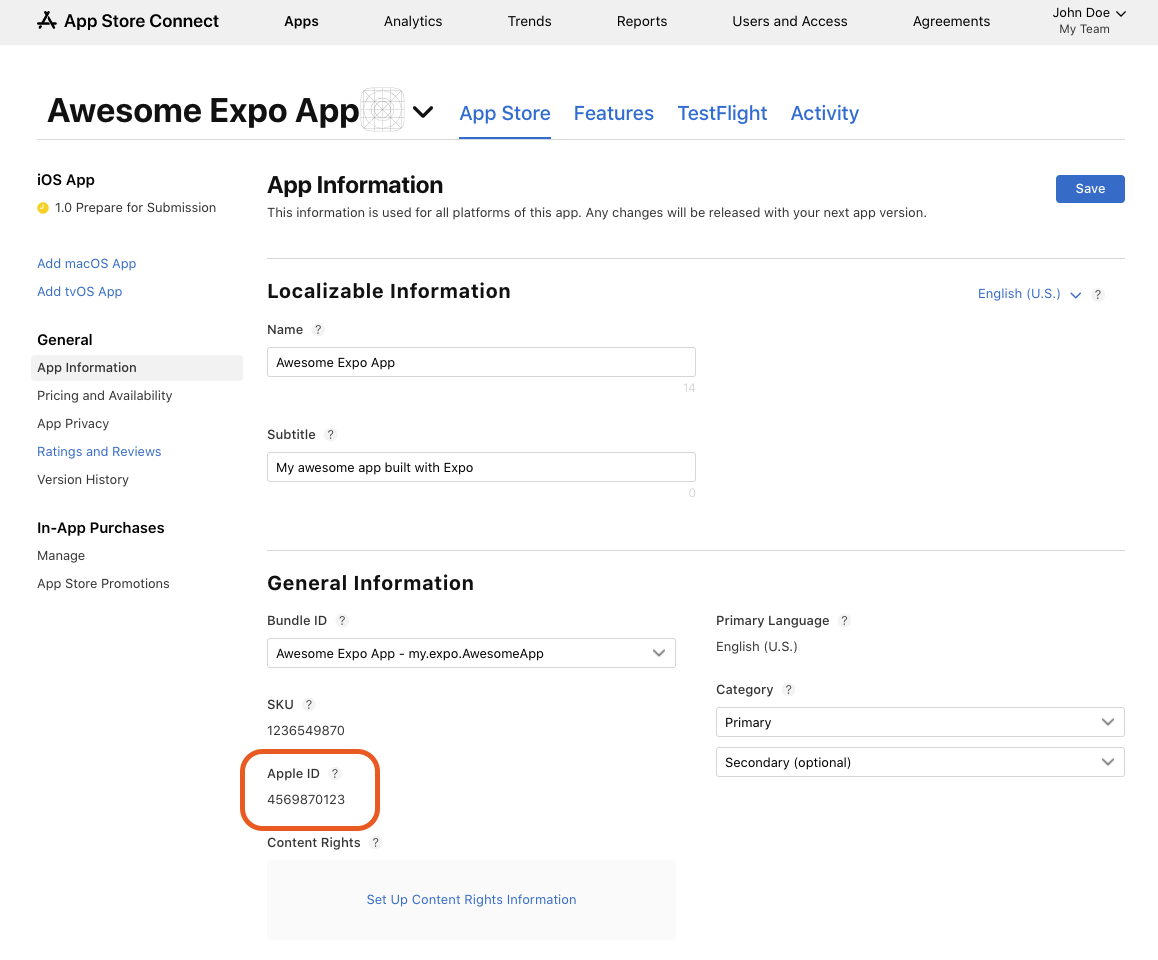 App Store Connect
Apps
Analytics
Trends
Reports
Users and Access
Agreements
John Doe
My Team
Awesome Expo App
App Store
Features
TestFlight
Activity
iOS App
1.0 Prepare for Submission
Add macOS App
Add tvOS App
General
App Information
Pricing and Availability
App Privacy
Ratings and Reviews
Version History
In-App Purchases
Manage
App Store Promotions
App Information
Save
This information is used for all platforms of this app. Any changes will be released with your next app version.
Localizable Information
English (U.S.) ?
Name ?
Awesome Expo App
14
Subtitle ?
My awesome app built with Expo
0
General Information
Bundle ID ?
Awesome Expo App - my.expo.AwesomeApp
SKU ?
1236549870
Apple ID ?
4569870123
Content Rights ?
Set Up Content Rights Information
Primary Language ?
English (U.S.)
Category ?
Primary
Secondary (optional)